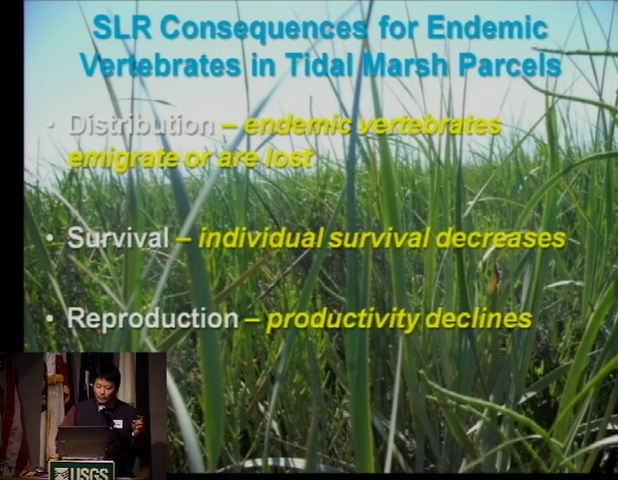 SLR Consequences for Endemic
Vertebrates in Tidal Marsh Parcels
• Distribution – endemic vertebrates
emigrate or are lost
• Survival – individual survival decreases
• Reproduction – productivity declines
USGS